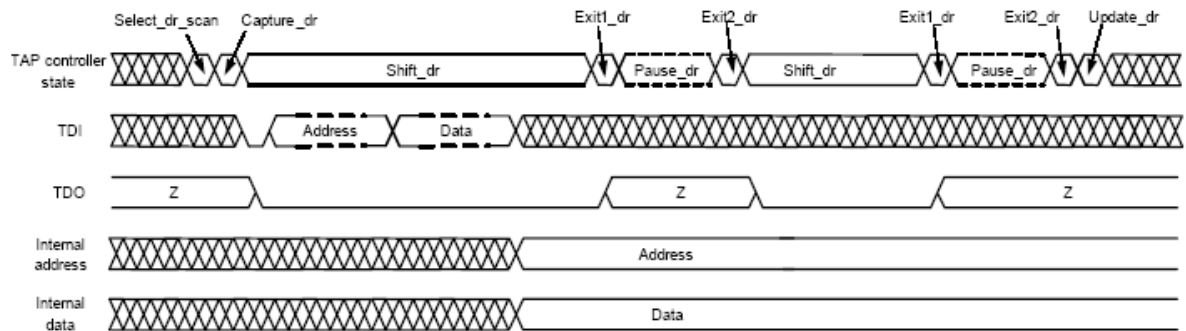 Select_dr_scan Capture_dr Exit1_dr Exit2_dr Exit1_dr Exit2_dr Update_dr
TAP controller
state
Shift_dr Pause_dr Shift_dr Pause_dr
TDI Address Data
TDO Z Z Z
Internal
address
Address
Internal
data
Data